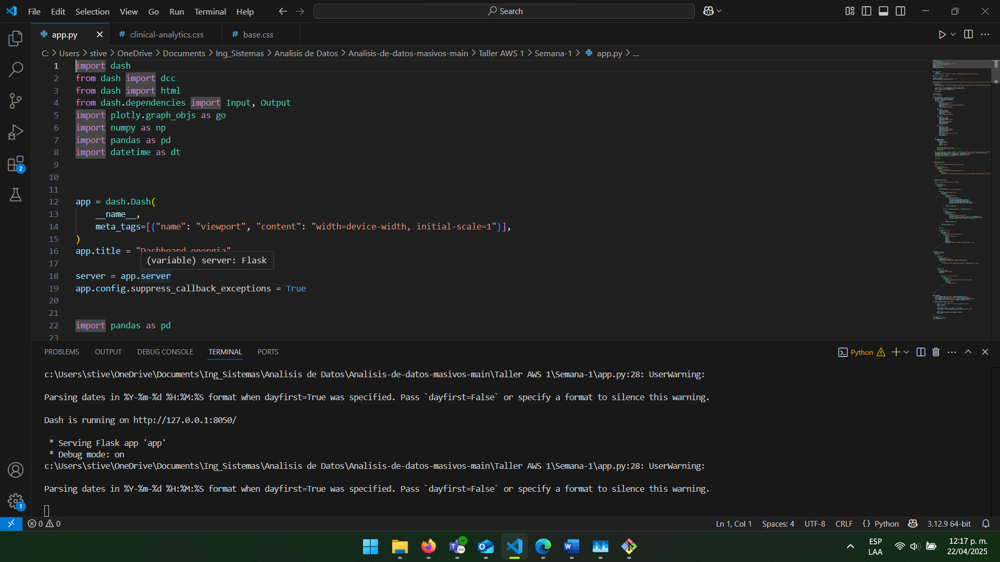 File Edit Selection View Go Run Terminal Help
Search
app.py
# clinical-analytics.css
# base.css
C: > Users > stive > OneDrive > Documents > Ing_Sistemas > Analisis de Datos > Analisis-de-datos-masivos-main > Taller AWS 1 > Semana-1 > app.py > ...
1 import dash
2 from dash import dcc
3 from dash import html
4 from dash.dependencies import Input, Output
5 import plotly.graph_objs as go
6 import numpy as np
7 import pandas as pd
8 import datetime as dt
9
10
11
12 app = dash.Dash(
13 __name__,
14 meta_tags=[{"name": "viewport", "content": "width=device-width, initial-scale=1"}],
15 )
16 app.title = "Dashboard energia"
(variable) server: Flask
17
18 server = app.server
19 app.config.suppress_callback_exceptions = True
20
21
22 import pandas as pd
23
PROBLEMS OUTPUT DEBUG CONSOLE TERMINAL PORTS
Python
c:\Users\stive\OneDrive\Documents\Ing_Sistemas\Analisis de Datos\Analisis-de-datos-masivos-main\Taller AWS 1\Semana-1\app.py:28: UserWarning:
Parsing dates in %Y-%m-%d %H:%M:%S format when dayfirst=True was specified. Pass `dayfirst=False` or specify a format to silence this warning.
Dash is running on http://127.0.0.1:8050/
* Serving Flask app 'app'
* Debug mode: on
c:\Users\stive\OneDrive\Documents\Ing_Sistemas\Analisis de Datos\Analisis-de-datos-masivos-main\Taller AWS 1\Semana-1\app.py:28: UserWarning:
Parsing dates in %Y-%m-%d %H:%M:%S format when dayfirst=True was specified. Pass `dayfirst=False` or specify a format to silence this warning.
2
1
0 0
Ln 1, Col 1 Spaces: 4 UTF-8 CRLF {} Python 3.12.9 64-bit
ESP
LAA
12:17 p. m.
22/04/2025